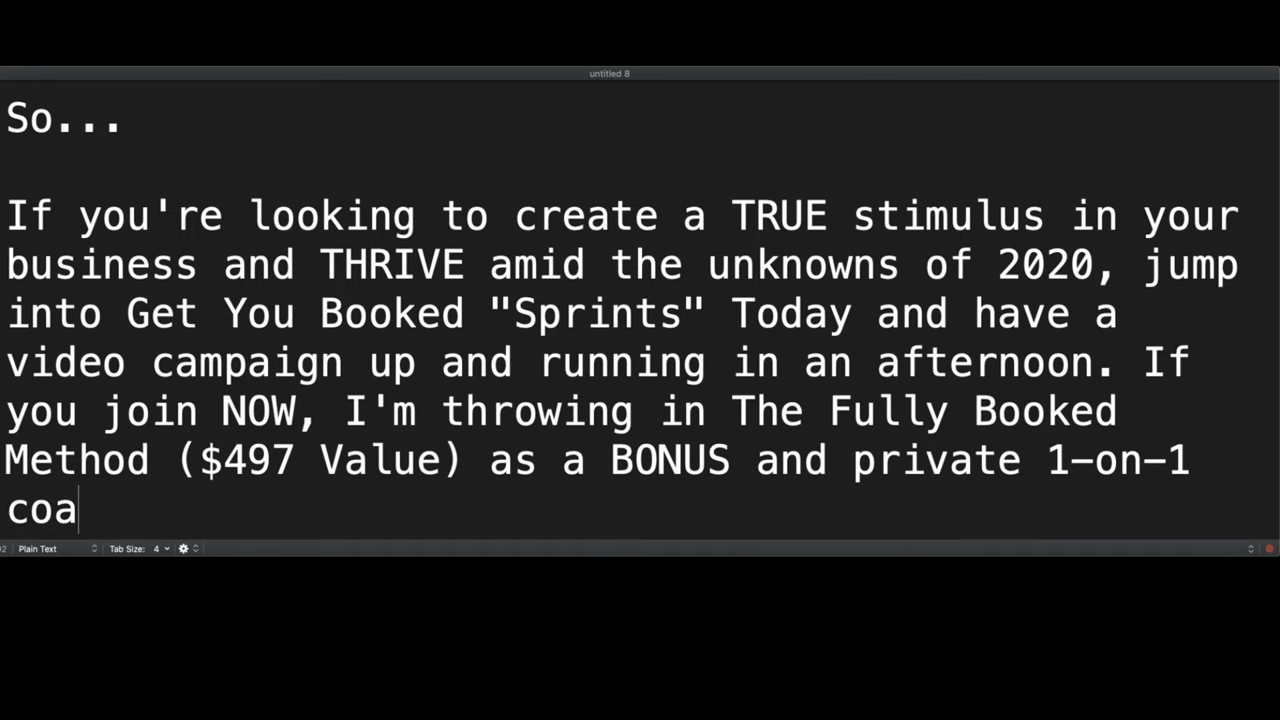 untitled 8
So...
If you're looking to create a TRUE stimulus in your
business and THRIVE amid the unknowns of 2020, jump
into Get You Booked "Sprints" Today and have a
video campaign up and running in an afternoon. If
you join NOW, I'm throwing in The Fully Booked
Method ($497 Value) as a BONUS and private 1-on-1
coa
02 Plain Text Tab Size: 4